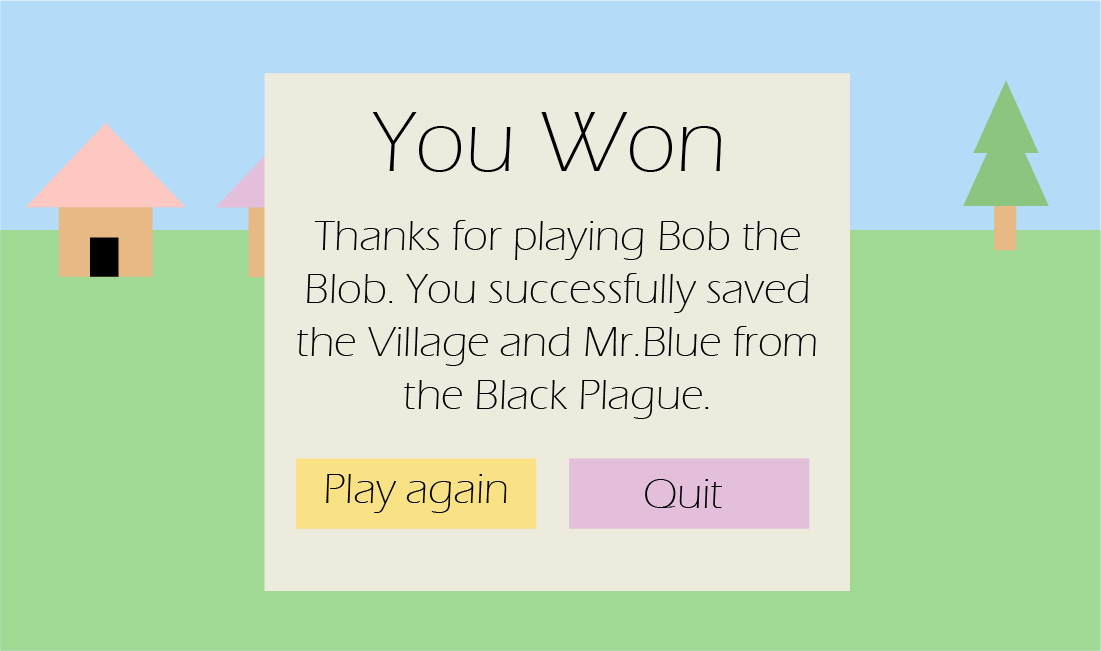 You Won
Thanks for playing Bob the
Blob. You successfully saved
the Village and Mr.Blue from
the Black Plague.
Play again
Quit